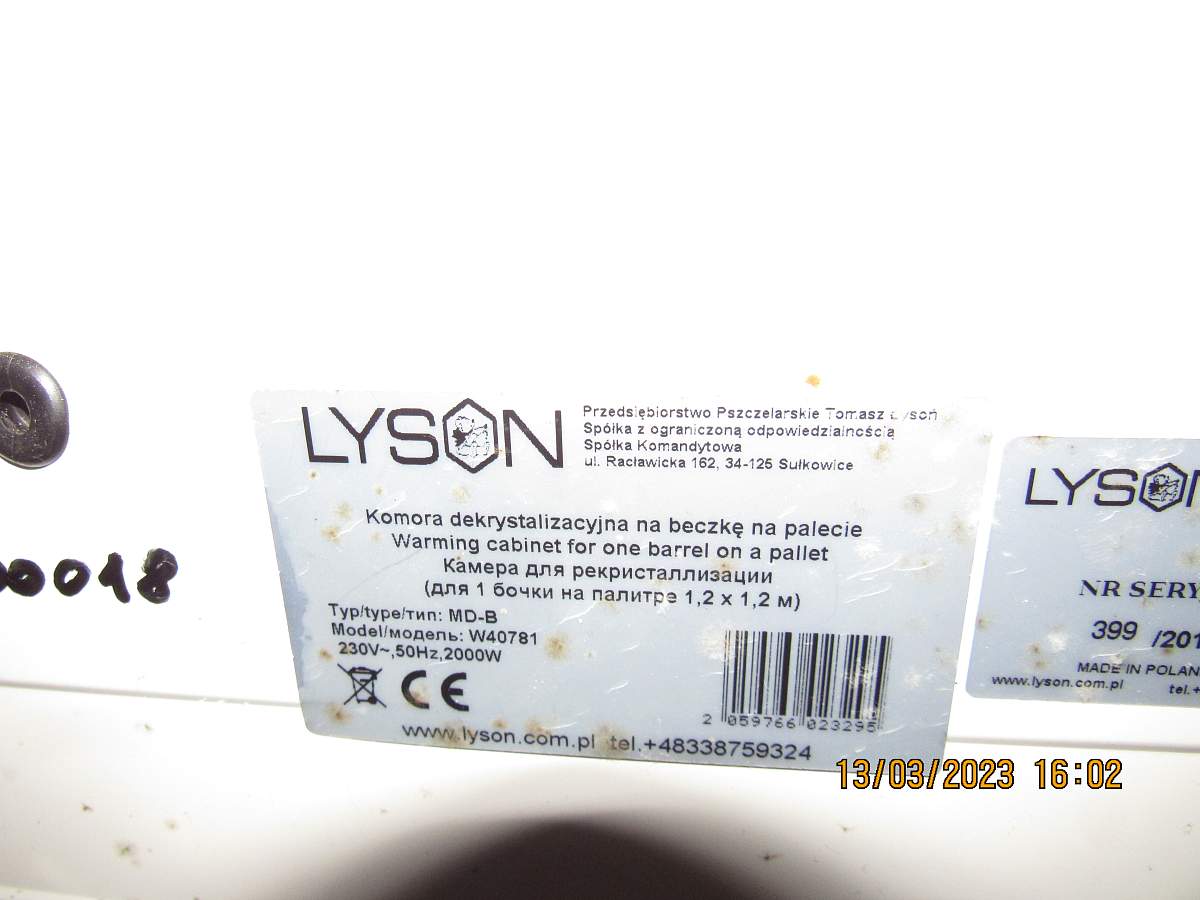 LYSON
Przedsiębiorstwo Pszczelarskie Tomasz Łysoń
Spółka z ograniczoną odpowiedzialnością
Spółka Komandytowa
ul. Racławicka 162, 34-125 Sułkowice
Komora dekrystalizacyjna na beczkę na palecie
Warming cabinet for one barrel on a pallet
Камера для рекристаллизации
(для 1 бочки на палитре 1,2 x 1,2 м)
Typ/type/тип: MD-B
Model/модель: W40781
230V~,50Hz,2000W
CE
2 059766 023295
www.lyson.com.pl tel.+48338759324
LYSON
NR SERY
399 /201
MADE IN POLAN
www.lyson.com.pl tel.+
0018
13/03/2023 16:02